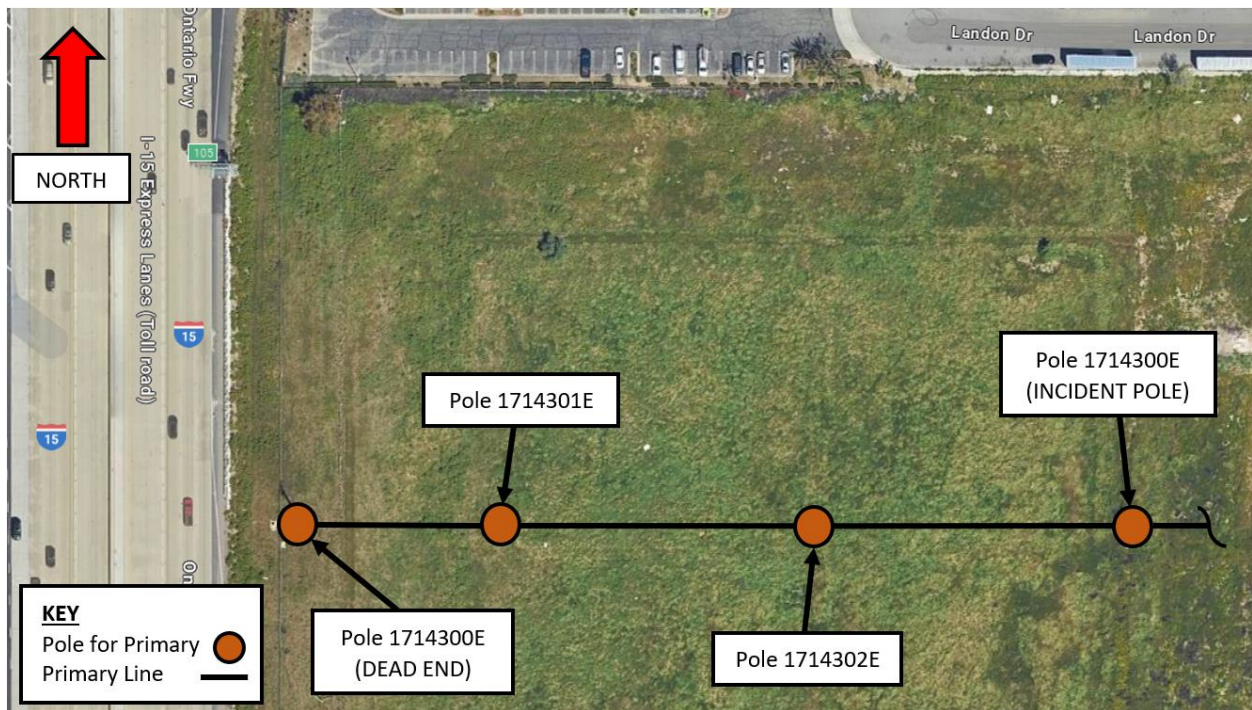 Ontario Fwy
Landon Dr
Landon Dr
105
NORTH
I-15 Express Lanes (Toll road)
15
Pole 1714300E
(INCIDENT POLE)
Pole 1714301E
15
On
KEY
Pole for Primary
Primary Line
Pole 1714300E
(DEAD END)
Pole 1714302E